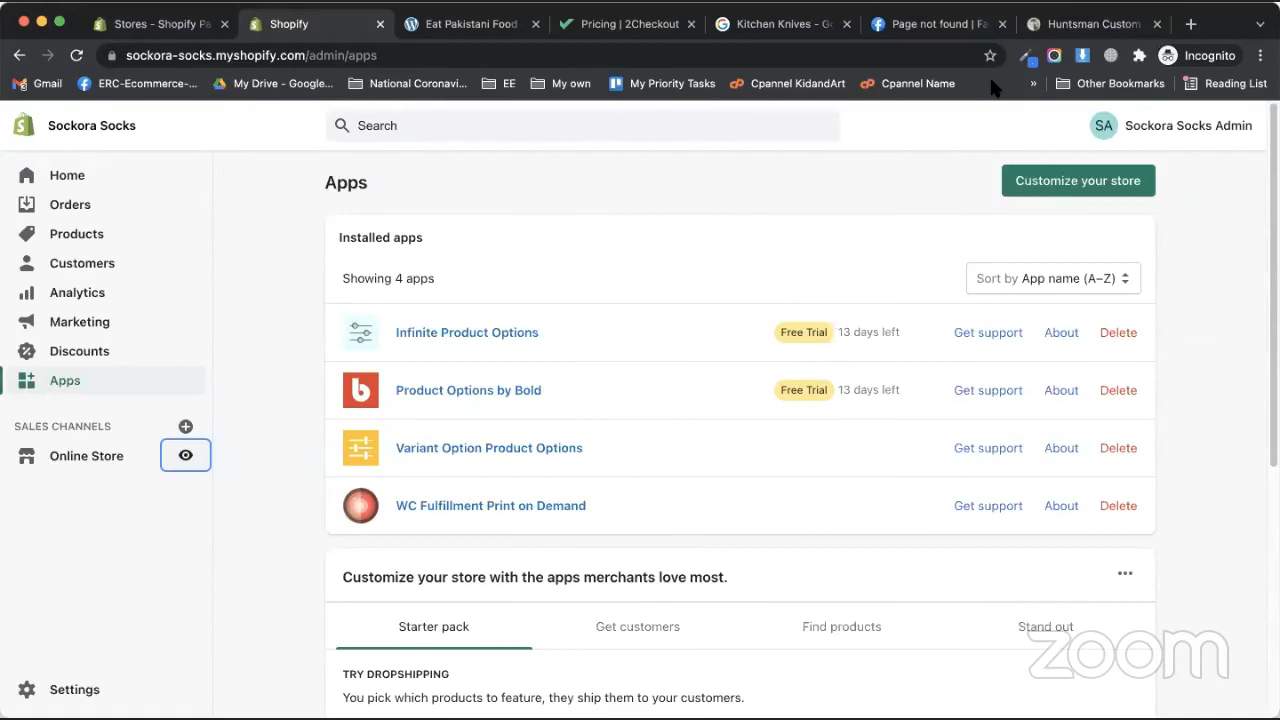 Stores - Shopify Pa
Shopify
Eat Pakistani Food
Pricing | 2Checkout
Kitchen Knives - Go
Page not found | Fa
Huntsman Custom
sockora-socks.myshopify.com/admin/apps
Incognito
Gmail
ERC-Ecommerce-...
My Drive - Google...
National Coronavi...
EE
My own
My Priority Tasks
Cpannel KidandArt
Cpannel Name
»
Other Bookmarks
Reading List
Sockora Socks
Search
SA
Sockora Socks Admin
Home
Orders
Products
Customers
Analytics
Marketing
Discounts
Apps
SALES CHANNELS
Online Store
Settings
Apps
Customize your store
Installed apps
Showing 4 apps
Sort by App name (A–Z)
Infinite Product Options
Free Trial 13 days left
Get support About Delete
Product Options by Bold
Free Trial 13 days left
Get support About Delete
Variant Option Product Options
Get support About Delete
WC Fulfillment Print on Demand
Get support About Delete
Customize your store with the apps merchants love most.
Starter pack
Get customers
Find products
Stand out
TRY DROPSHIPPING
You pick which products to feature, they ship them to your customers.
zoom